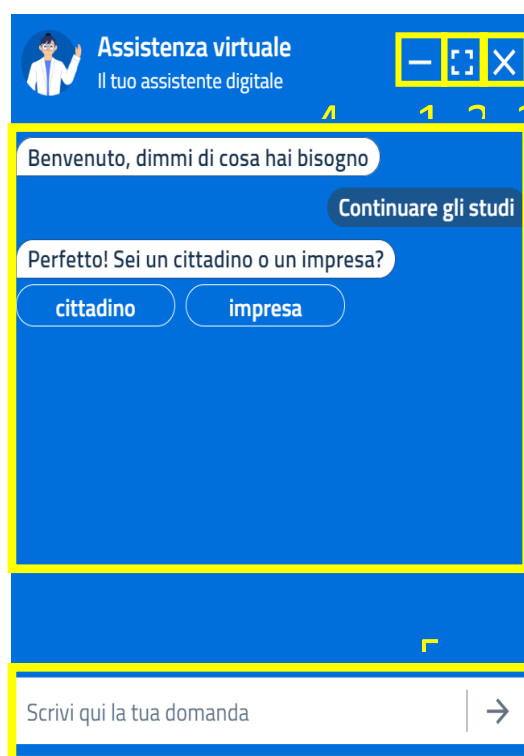 Assistenza virtuale
Il tuo assistente digitale
Benvenuto, dimmi di cosa hai bisogno
Continuare gli studi
Perfetto! Sei un cittadino o un impresa?
cittadino impresa
Scrivi qui la tua domanda